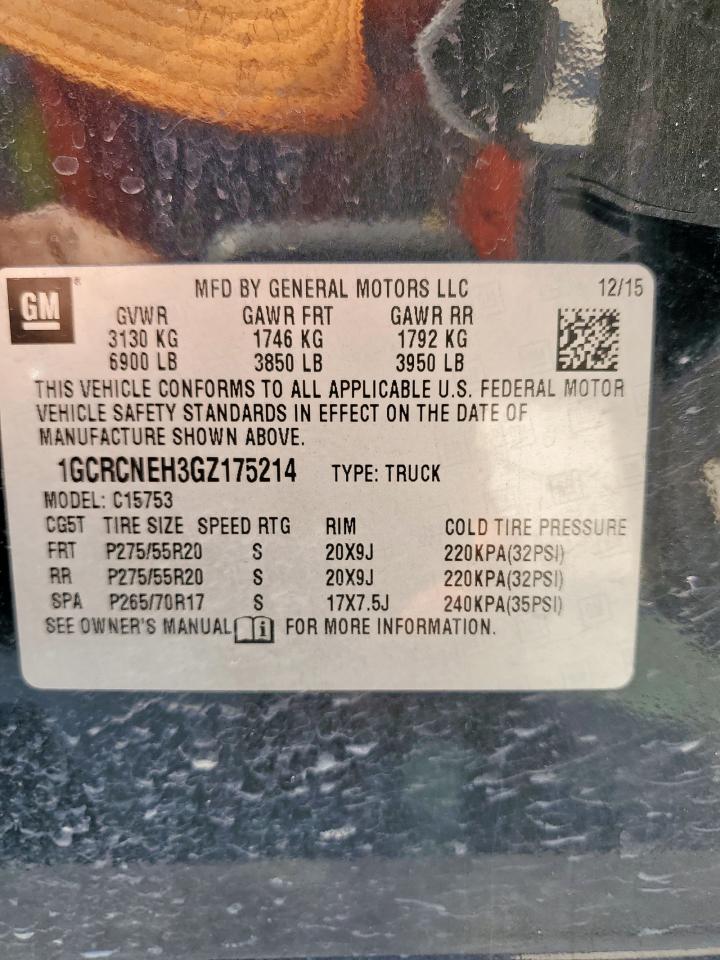 GM ®
MFD BY GENERAL MOTORS LLC 12/15
GVWR GAWR FRT GAWR RR
3130 KG 1746 KG 1792 KG
6900 LB 3850 LB 3950 LB
THIS VEHICLE CONFORMS TO ALL APPLICABLE U.S. FEDERAL MOTOR
VEHICLE SAFETY STANDARDS IN EFFECT ON THE DATE OF
MANUFACTURE SHOWN ABOVE.
1GCRCNEH3GZ175214 TYPE: TRUCK
MODEL: C15753
CG5T TIRE SIZE SPEED RTG RIM COLD TIRE PRESSURE
FRT P275/55R20 S 20X9J 220KPA(32PSI)
RR P275/55R20 S 20X9J 220KPA(32PSI)
SPA P265/70R17 S 17X7.5J 240KPA(35PSI)
SEE OWNER'S MANUAL i FOR MORE INFORMATION.